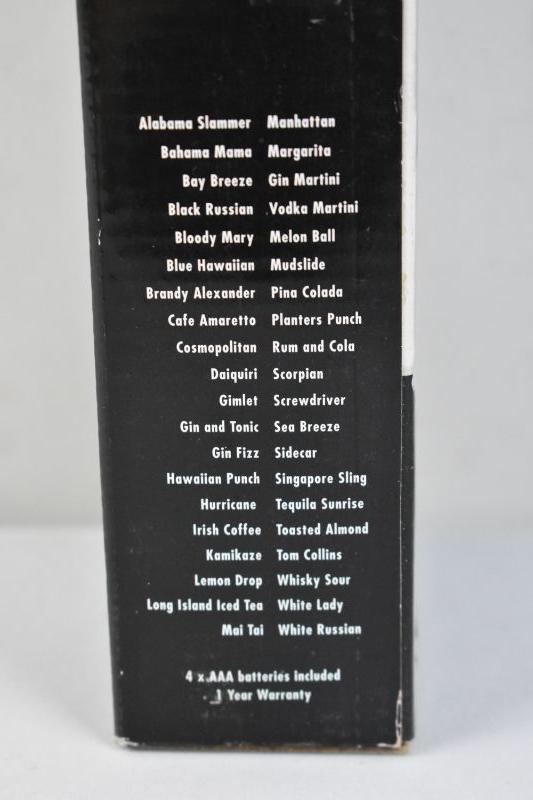 Alabama Slammer Manhattan
Bahama Mama Margarita
Bay Breeze Gin Martini
Black Russian Vodka Martini
Bloody Mary Melon Ball
Blue Hawaiian Mudslide
Brandy Alexander Pina Colada
Cafe Amaretto Planters Punch
Cosmopolitan Rum and Cola
Daiquiri Scorpian
Gimlet Screwdriver
Gin and Tonic Sea Breeze
Gin Fizz Sidecar
Hawaiian Punch Singapore Sling
Hurricane Tequila Sunrise
Irish Coffee Toasted Almond
Kamikaze Tom Collins
Lemon Drop Whisky Sour
Long Island Iced Tea White Lady
Mai Tai White Russian
4 x AAA batteries included
1 Year Warranty